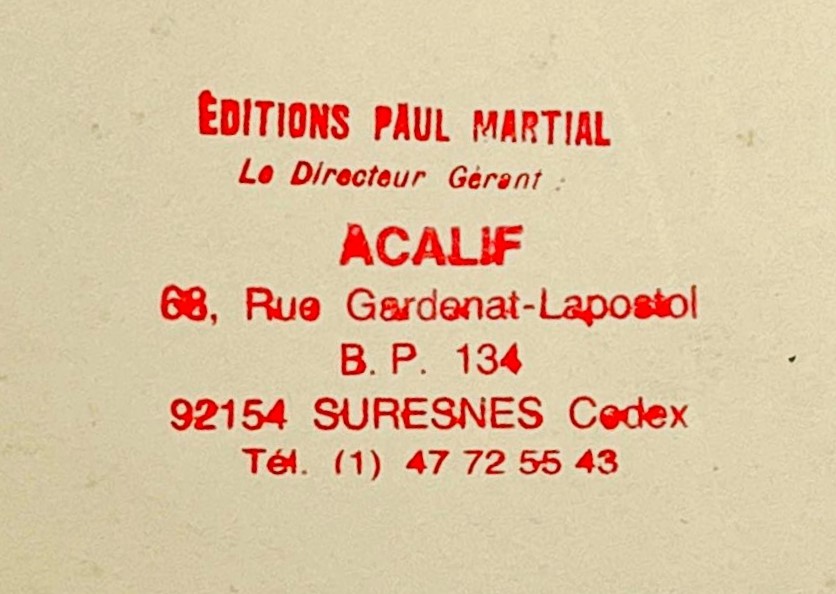 ÉDITIONS PAUL MARTIAL
Le Directeur Gérant :
ACALIF
68, Rue Gardenat-Lapostol
B. P. 134
92154 SURESNES Cedex
Tél. (1) 47 72 55 43